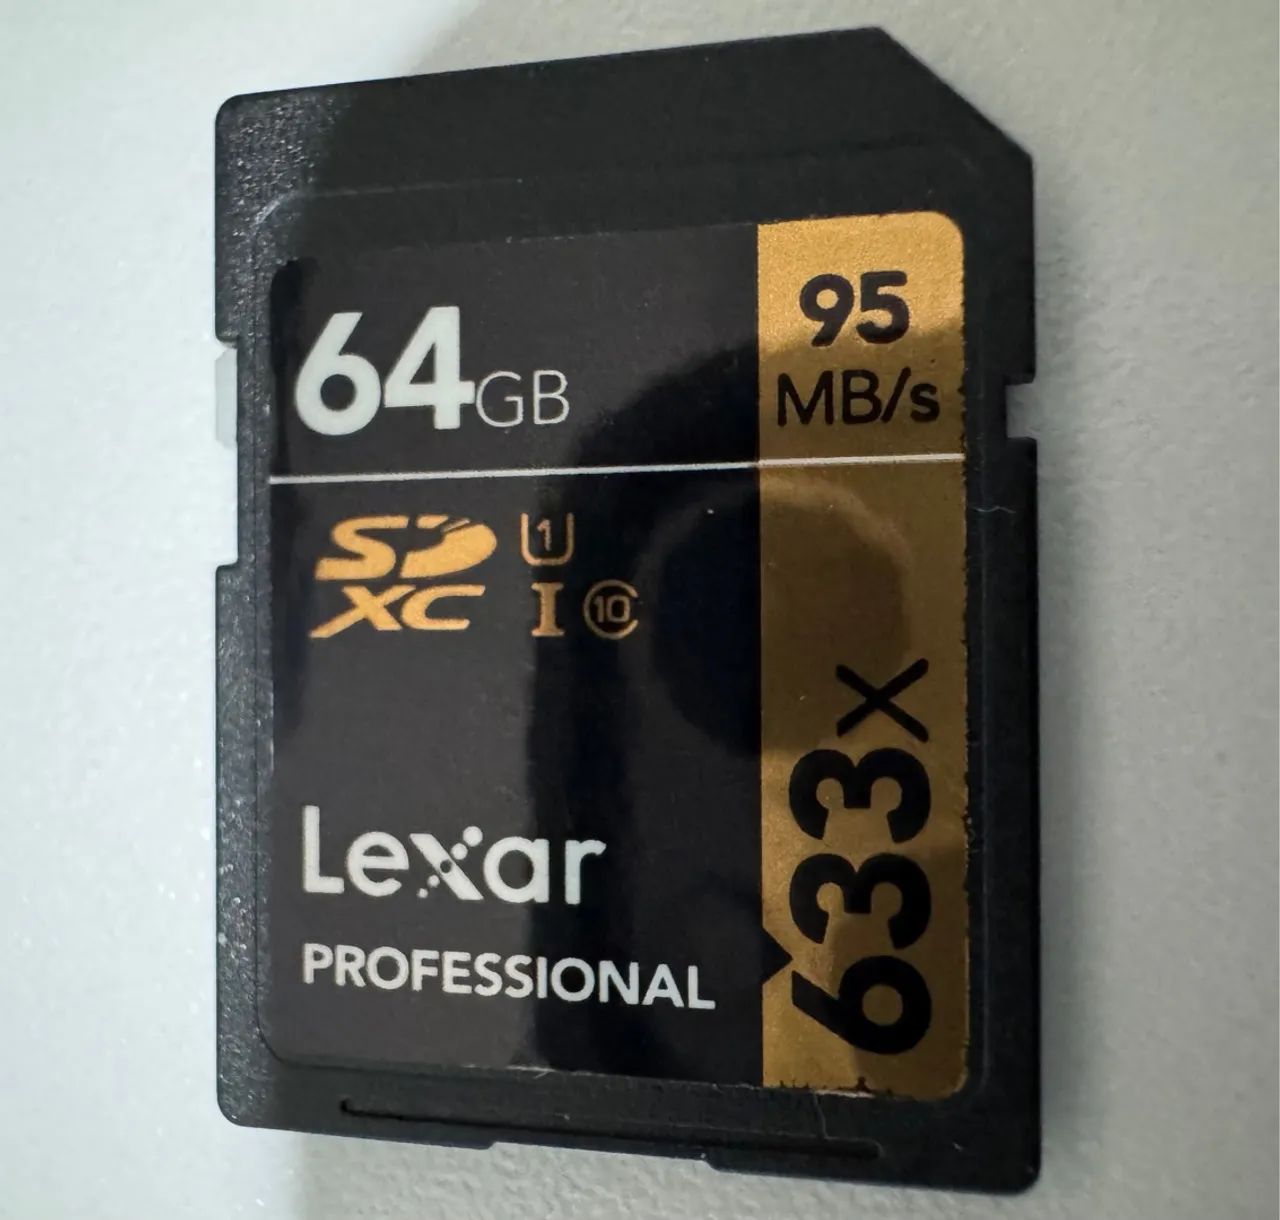 64GB
95
MB/s
SD
XC
U1
I 10
633x
Lexar
PROFESSIONAL